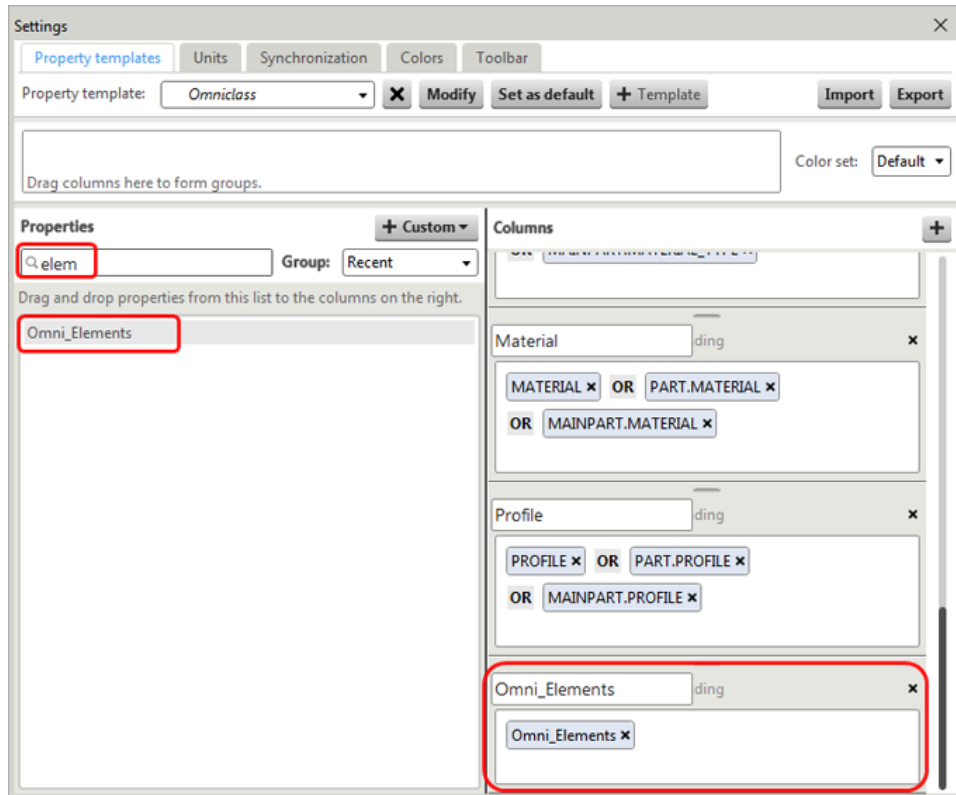 Settings
Property templates Units Synchronization Colors Toolbar
Property template: Omniclass Modify Set as default + Template Import Export
Drag columns here to form groups.
Color set: Default
Properties + Custom
Columns +
elem Group: Recent
Drag and drop properties from this list to the columns on the right.
Omni_Elements
Material ding
MATERIAL × OR PART.MATERIAL ×
OR MAINPART.MATERIAL ×
Profile ding
PROFILE × OR PART.PROFILE ×
OR MAINPART.PROFILE ×
Omni_Elements ding
Omni_Elements ×